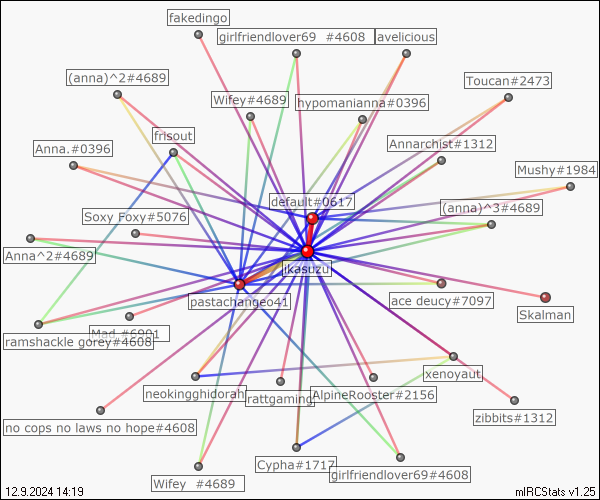 fakedingo
girlfriendlover69 #4608
avelicious
(anna)^2#4689
Toucan#2473
Wifey#4689
hypomanianna#0396
frisout
Annarchist#1312
Anna.#0396
Mushy#1984
default#0617
(anna)^3#4689
Soxy Foxy#5076
Anna^2#4689
ikasuzu
pastachangeo41
ace deucy#7097
Skalman
Mad.#6901
ramshackle gorey#4608
xenoyaut
neokingghidorah
rattgaming
AlpineRooster#2156
no cops no laws no hope#4608
zibbits#1312
Cypha#1717
girlfriendlover69#4608
Wifey #4689
12.9.2024 14:19
mIRCStats v1.25